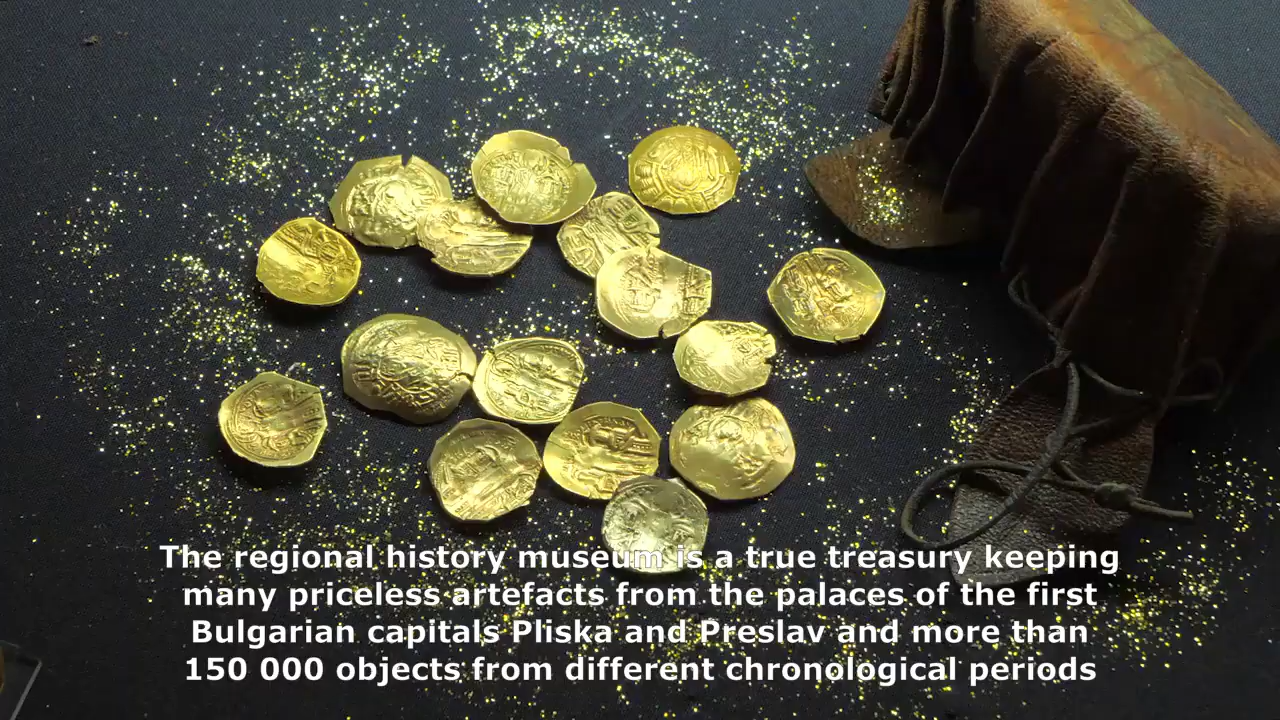 The regional history museum is a true treasury keeping
many priceless artefacts from the palaces of the first
Bulgarian capitals Pliska and Preslav and more than
150 000 objects from different chronological periods